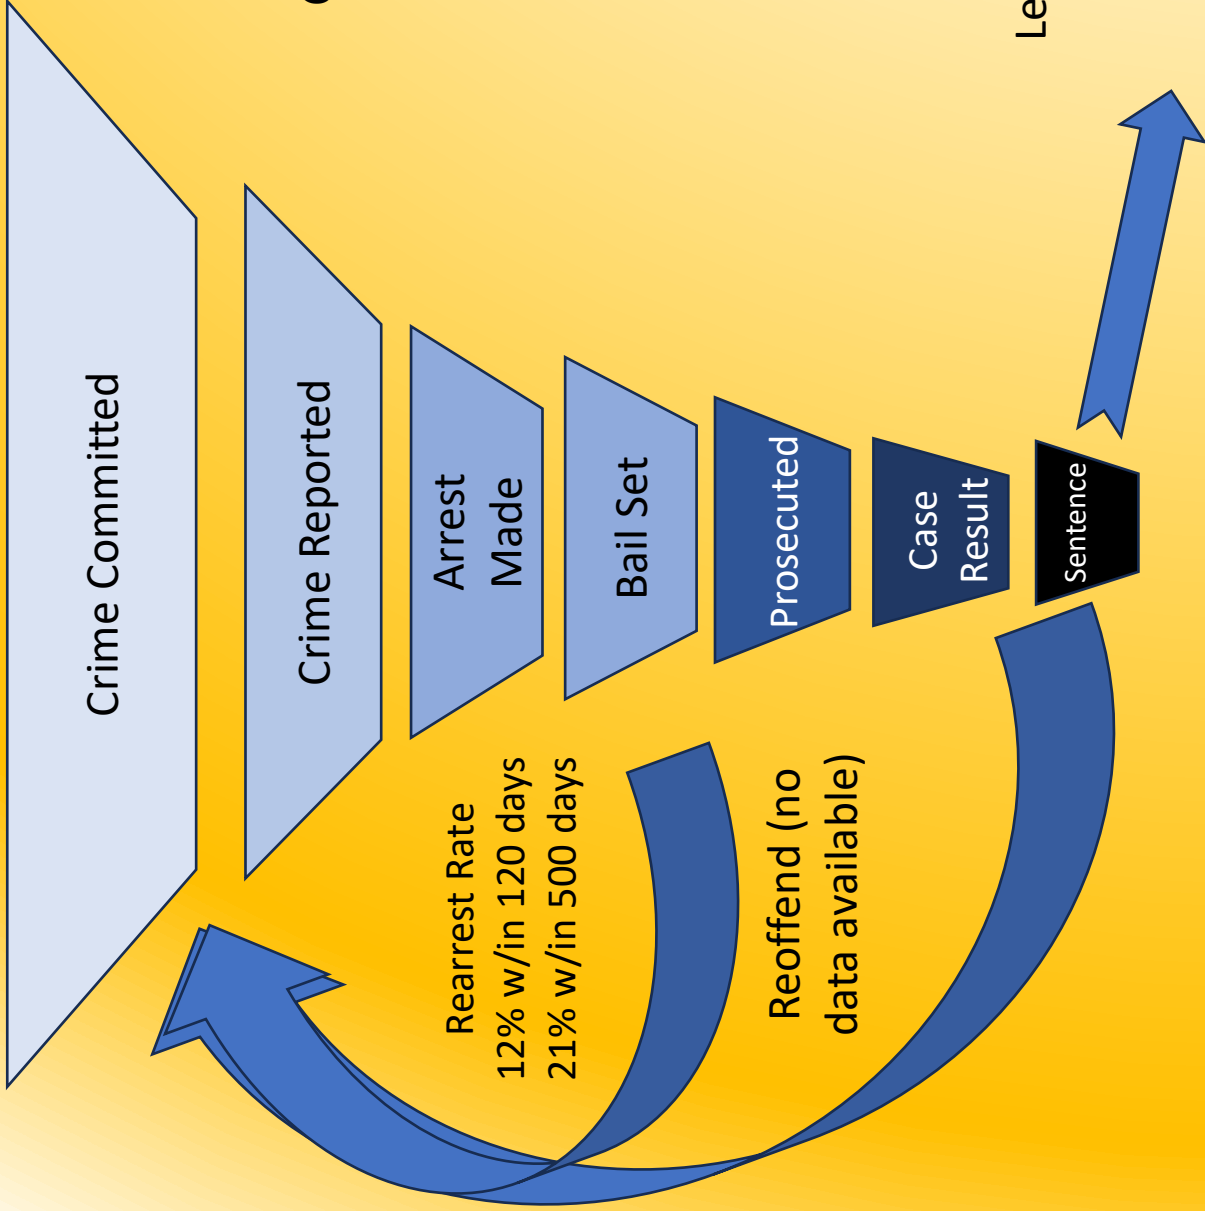 Crime Committed
Crime Reported
Arrest
Made
Bail Set
Prosecuted
Case
Result
Sentence
Rearrest Rate
12% w/in 120 days
21% w/in 500 days
Reoffend (no
data available)
Le